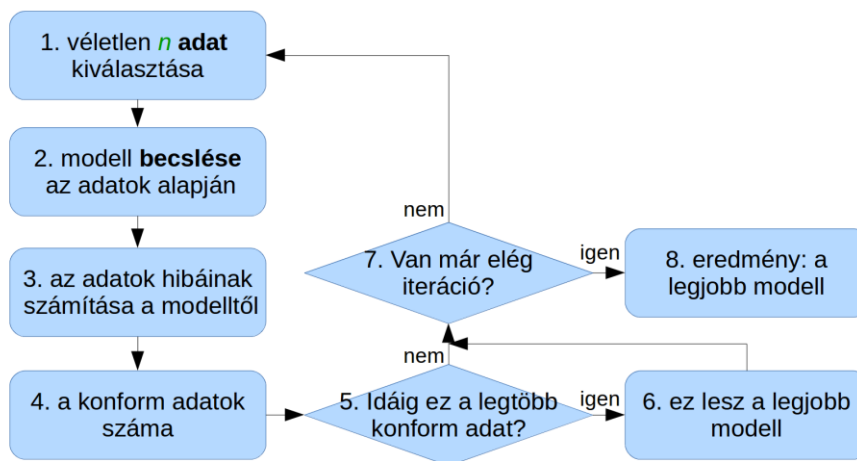 1. véletlen n adat
kiválasztása
2. modell becslése
az adatok alapján
3. az adatok hibáinak
számítása a modelltől
4. a konform adatok
száma
5. Idáig ez a legtöbb
konform adat?
igen
nem
6. ez lesz a legjobb
modell
7. Van már elég
iteráció?
nem
igen
8. eredmény: a
legjobb modell